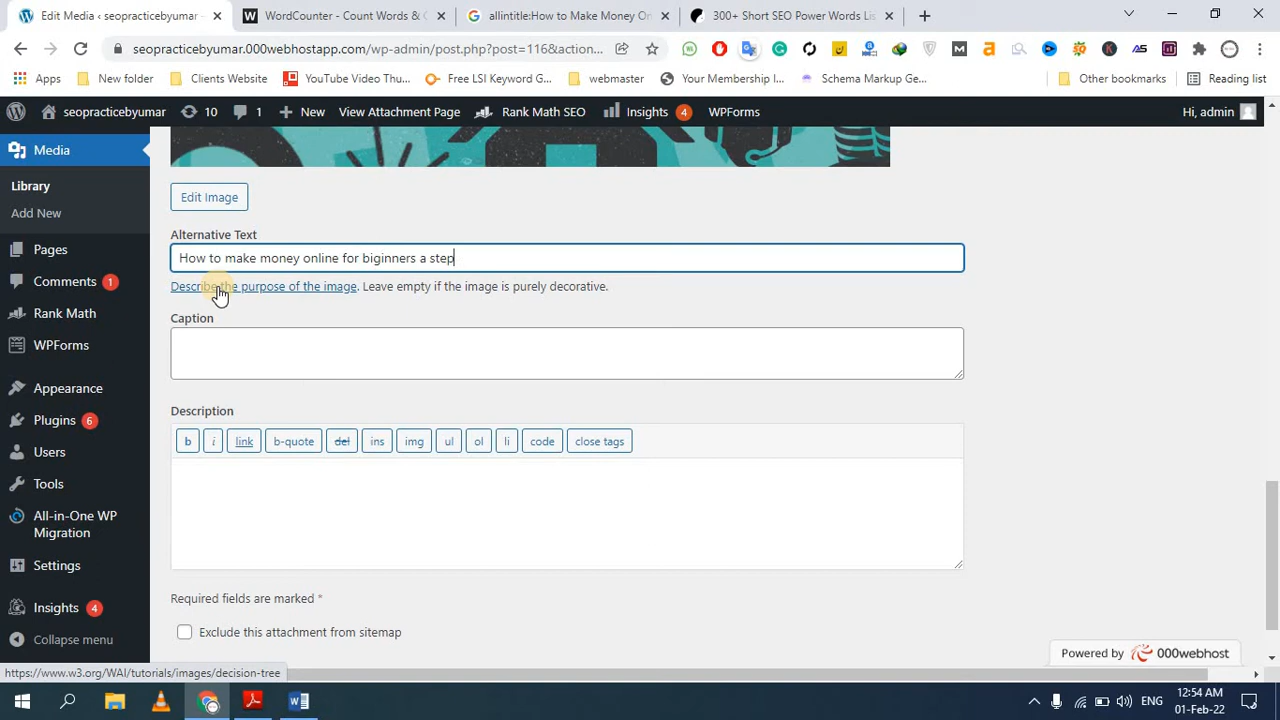 Edit Media ‹ seopracticebyumar
WordCounter - Count Words & C
allintitle:How to Make Money On
300+ Short SEO Power Words Lis
seopracticebyumar.000webhostapp.com/wp-admin/post.php?post=116&action...
Apps
New folder
Clients Website
YouTube Video Thu...
Free LSI Keyword G...
webmaster
Your Membership I...
Schema Markup Ge...
Other bookmarks
Reading list
seopracticebyumar
10
1
New
View Attachment Page
Rank Math SEO
Insights
4
WPForms
Hi, admin
Media
Library
Add New
Pages
Comments 1
Rank Math
WPForms
Appearance
Plugins 6
Users
Tools
All-in-One WP
Migration
Settings
Insights 4
Collapse menu
Edit Image
Alternative Text
How to make money online for biginners a step
Describe the purpose of the image. Leave empty if the image is purely decorative.
Caption
Description
b
i
link
b-quote
del
ins
img
ul
ol
li
code
close tags
Required fields are marked *
Exclude this attachment from sitemap
Powered by 000webhost
https://www.w3.org/WAI/tutorials/images/decision-tree
ENG
12:54 AM
01-Feb-22